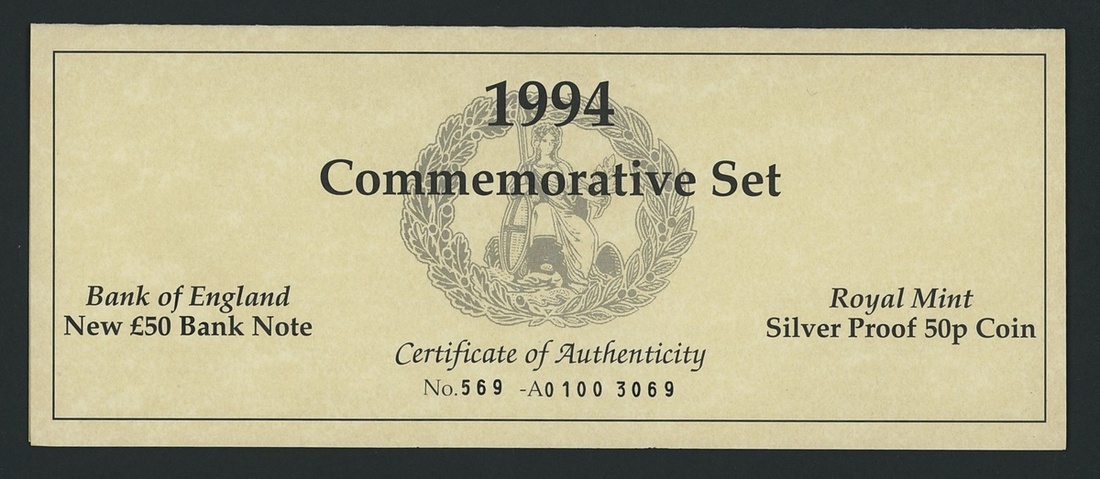 1994
Commemorative Set
Bank of England
New £50 Bank Note
Royal Mint
Silver Proof 50p Coin
Certificate of Authenticity
No.569 -A0100 3069